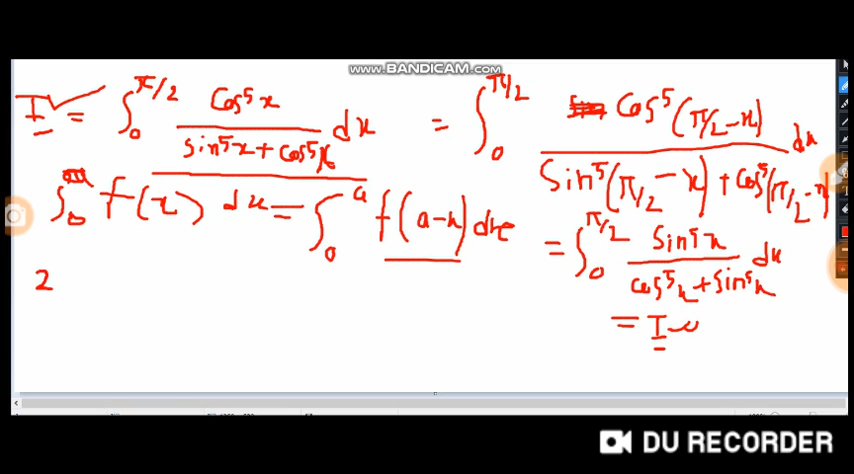 www.BANDICAM.com
I = ∫₀^π/2 cos⁵x / sin⁵x + cos⁵x dx = ∫₀^π/2 cos⁵(π/2 - x) / sin⁵(π/2 - x) + cos⁵(π/2 - x) dx
∫₀ f(x) dx = ∫₀^a f(a-x) dx
= ∫₀^π/2 sin⁵x / cos⁵x + sin⁵x dx
2
= I
DU RECORDER